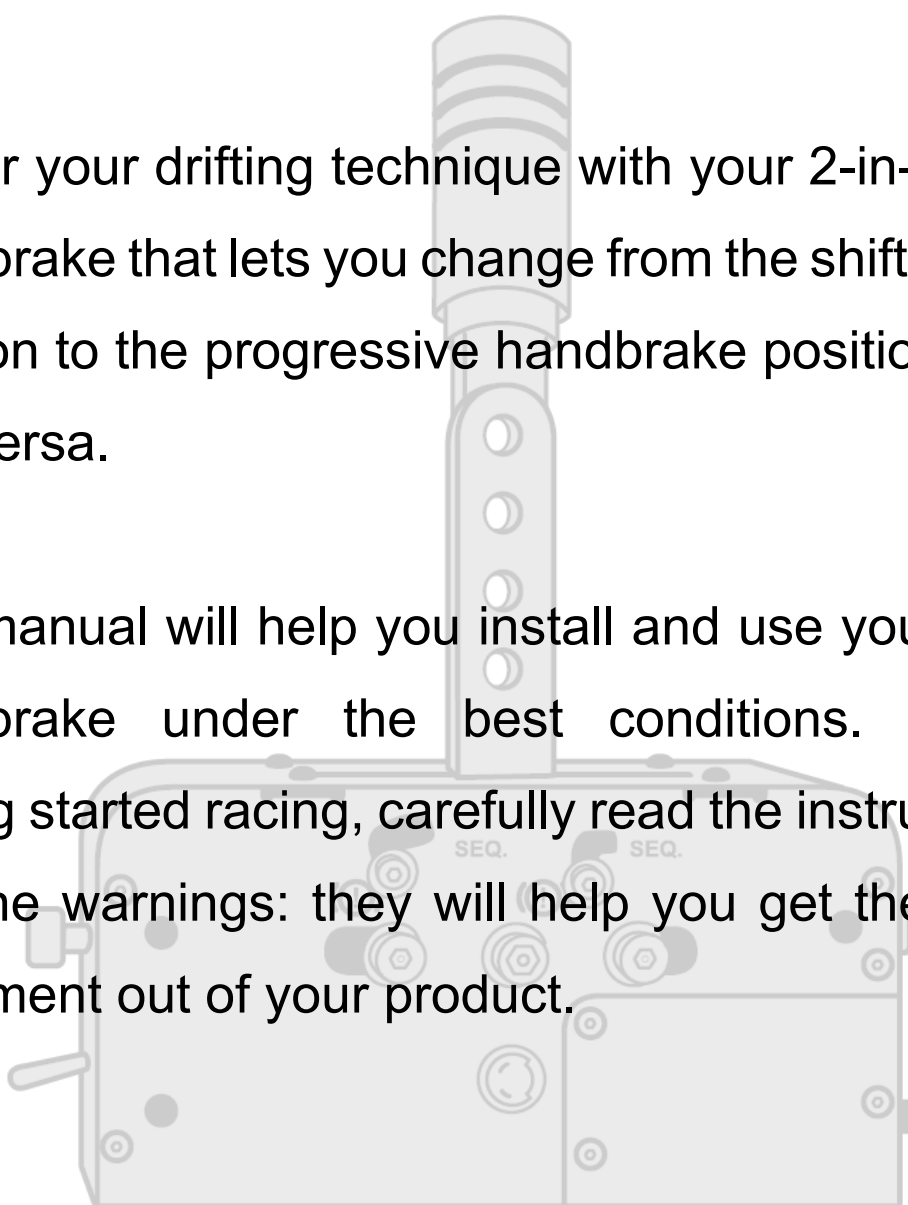 r your drifting technique with your 2-in-
brake that lets you change from the shift
on to the progressive handbrake positio
ersa.
manual will help you install and use you
brake under the best conditions.
g started racing, carefully read the instru
SEQ. SEQ.
ne warnings: they will help you get the
ment out of your product.